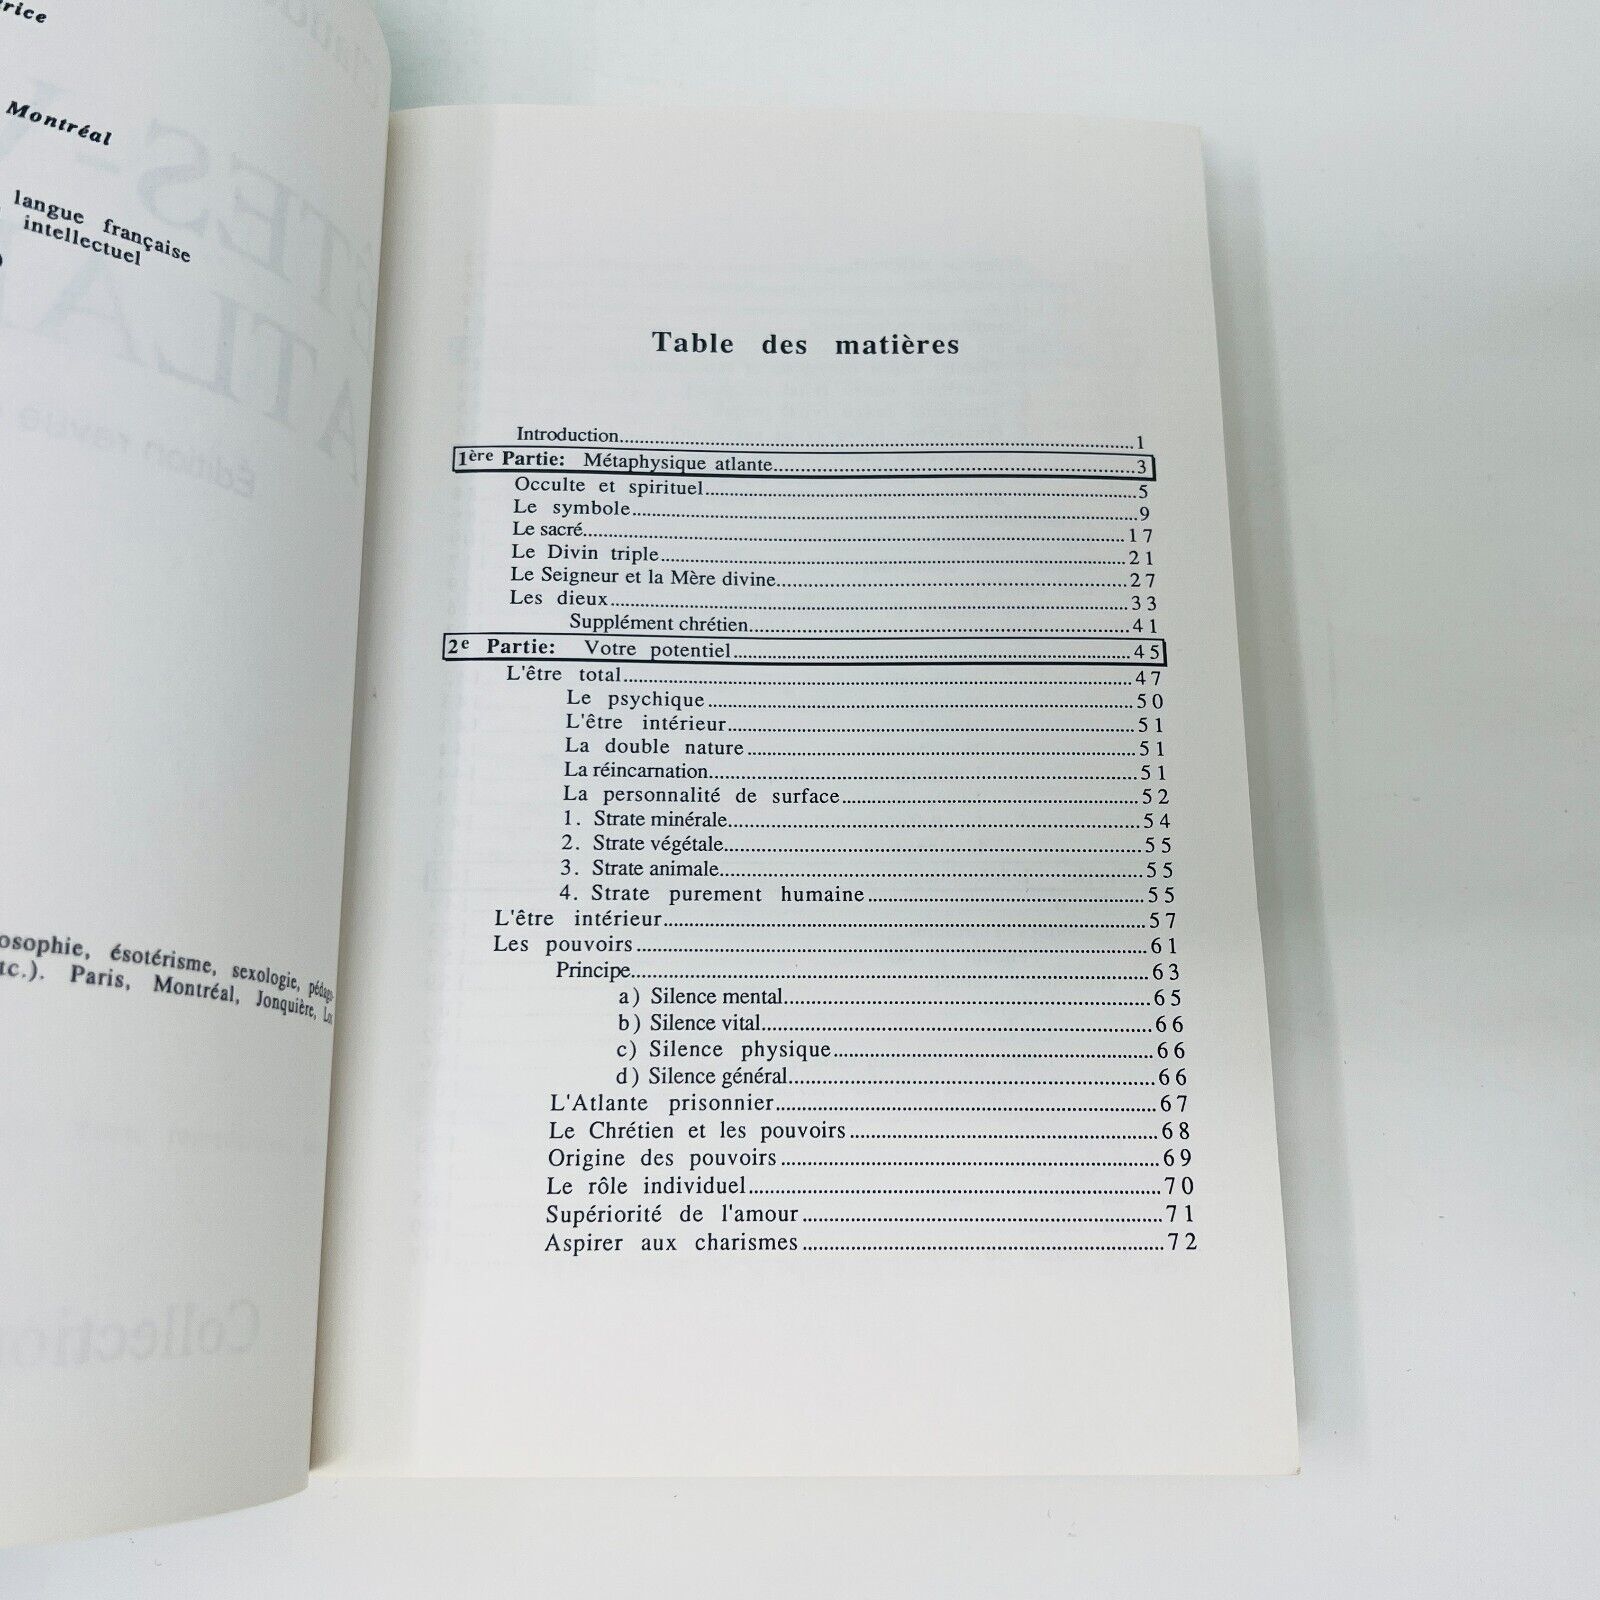 rice
Montréal
langue française
intellectuel
osophie, ésotérisme, sexologie, pédago-
tc.). Paris, Montréal, Jonquière,
Table des matières
Introduction 1
1ère Partie: Métaphysique atlante 3
Occulte et spirituel 5
Le symbole 9
Le sacré 17
Le Divin triple 21
Le Seigneur et la Mère divine 27
Les dieux 33
Supplément chrétien 41
2e Partie: Votre potentiel 45
L'être total 47
Le psychique 50
L'être intérieur 51
La double nature 51
La réincarnation 51
La personnalité de surface 52
1. Strate minérale 54
2. Strate végétale 55
3. Strate animale 55
4. Strate purement humaine 55
L'être intérieur 57
Les pouvoirs 61
Principe 63
a) Silence mental 65
b) Silence vital 66
c) Silence physique 66
d) Silence général 66
L'Atlante prisonnier 67
Le Chrétien et les pouvoirs 68
Origine des pouvoirs 69
Le rôle individuel 70
Supériorité de l'amour 71
Aspirer aux charismes 72